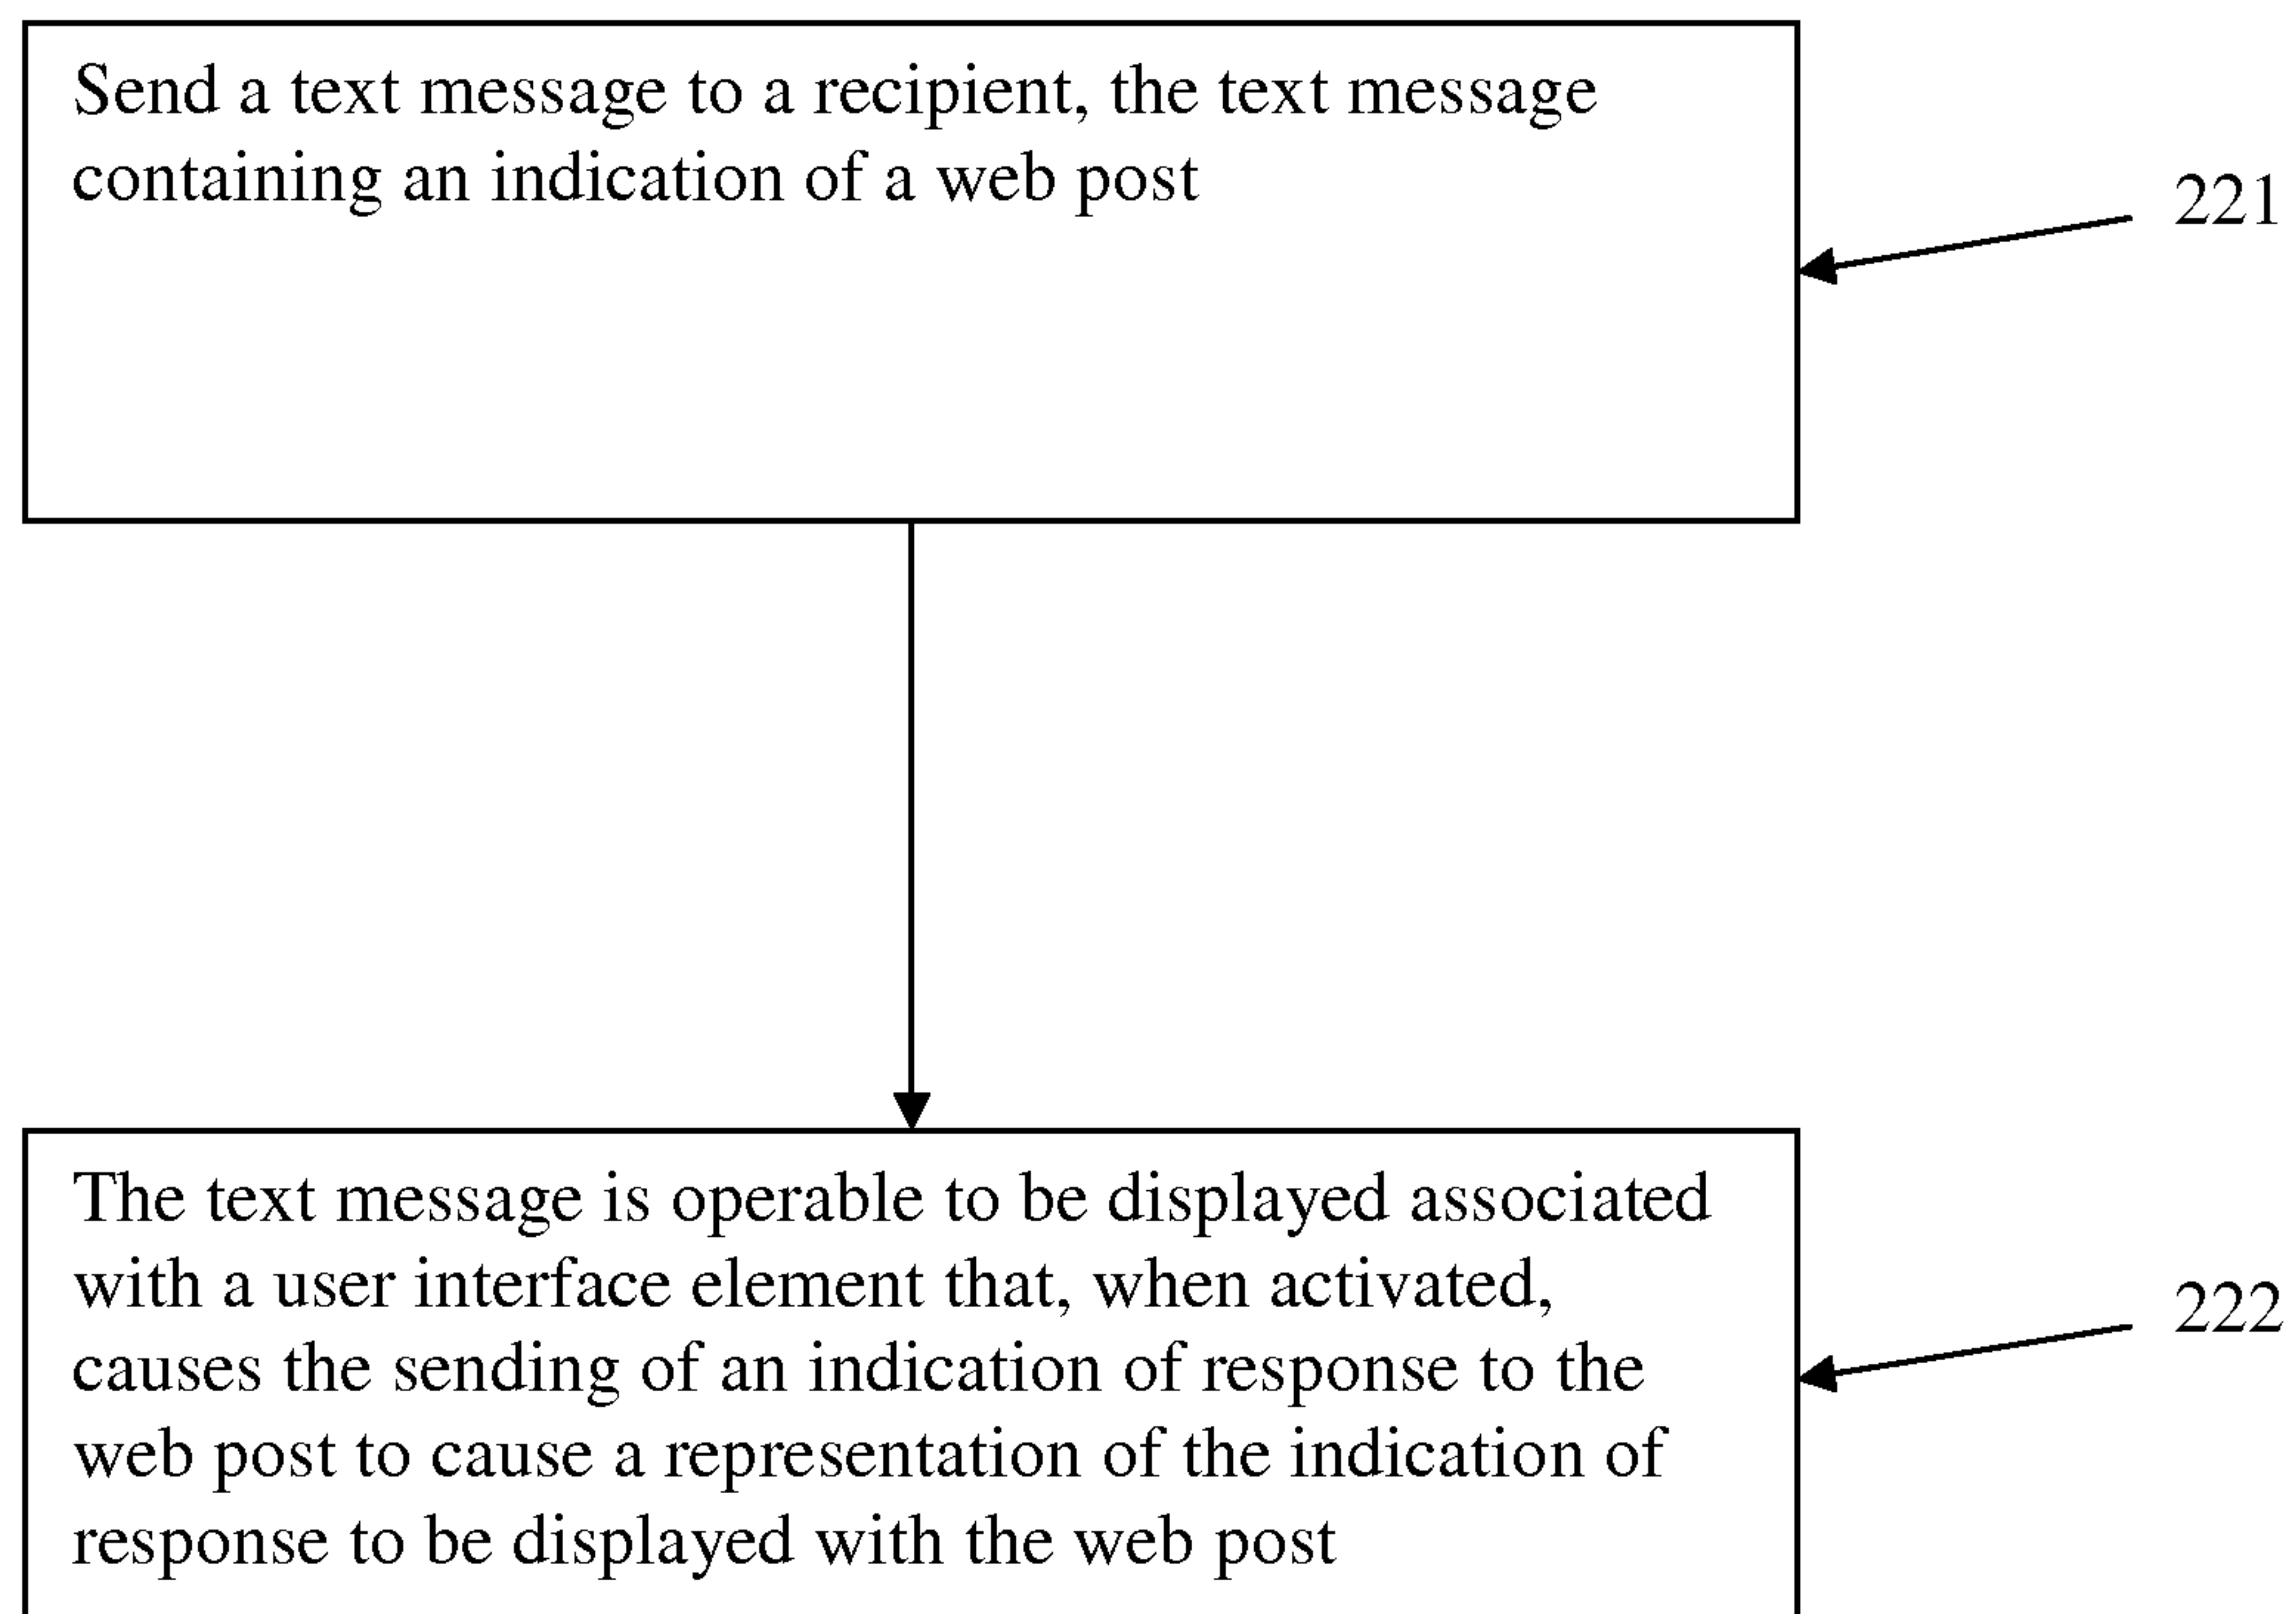 Send a text message to a recipient, the text message
containing an indication of a web post
221
The text message is operable to be displayed associated
with a user interface element that, when activated,
causes the sending of an indication of response to the
web post to cause a representation of the indication of
response to be displayed with the web post
222